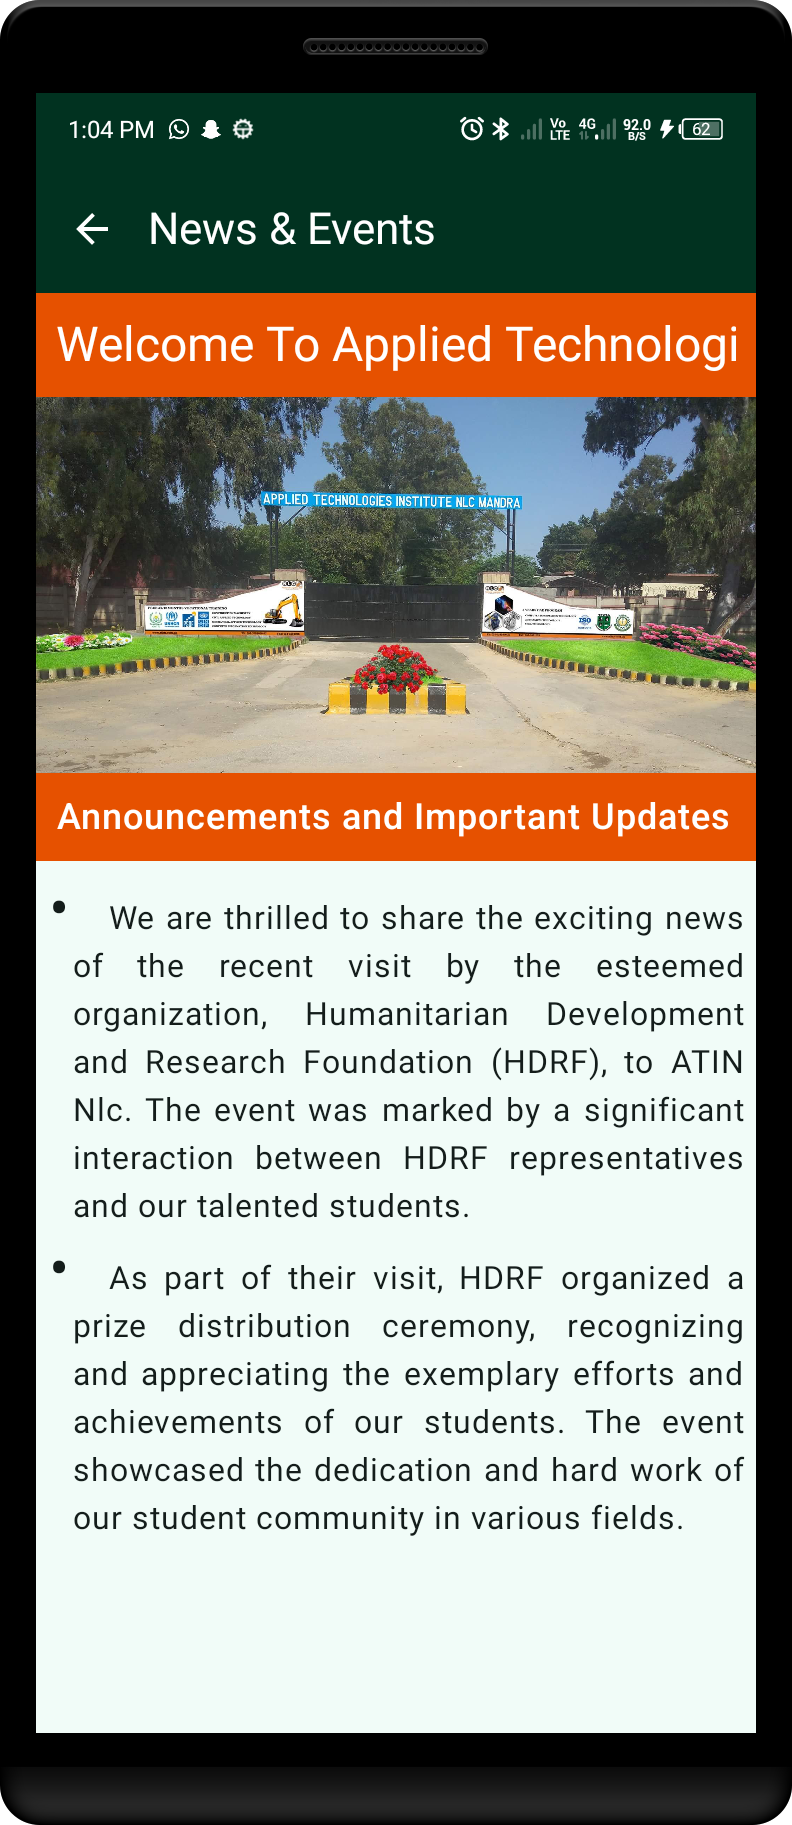 1:04 PM
Vo LTE 4G 92.0 B/S 62
News & Events
Welcome To Applied Technologi
APPLIED TECHNOLOGIES INSTITUTE NLC MANDRA
ISO
Announcements and Important Updates
• We are thrilled to share the exciting news
of the recent visit by the esteemed
organization, Humanitarian Development
and Research Foundation (HDRF), to ATIN
Nlc. The event was marked by a significant
interaction between HDRF representatives
and our talented students.
• As part of their visit, HDRF organized a
prize distribution ceremony, recognizing
and appreciating the exemplary efforts and
achievements of our students. The event
showcased the dedication and hard work of
our student community in various fields.